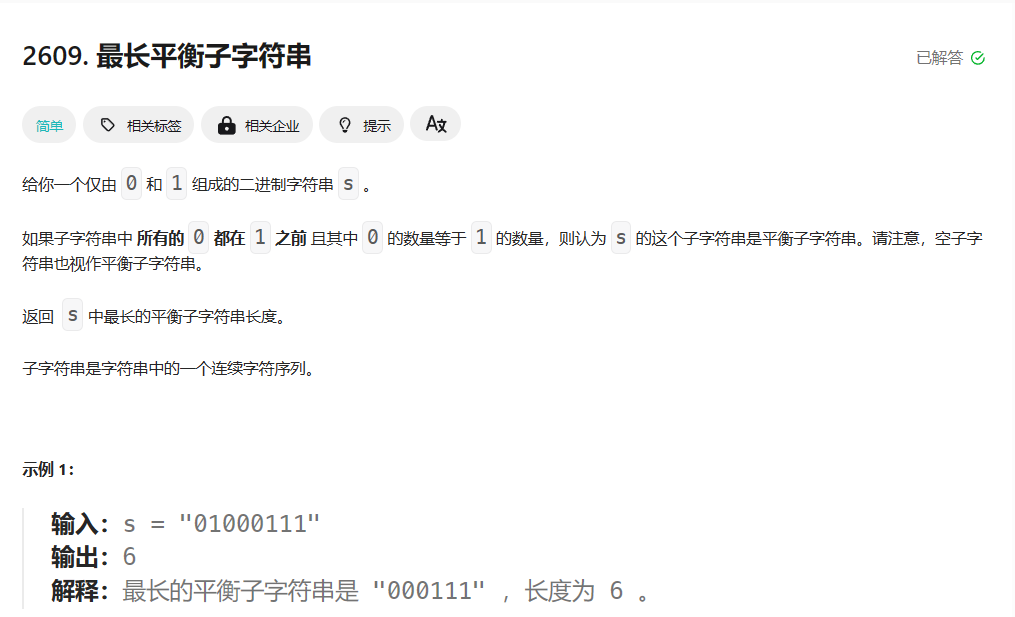 2609. 最长平衡子字符串
已解答
简单 相关标签 相关企业 提示 A文
给你一个仅由 0 和 1 组成的二进制字符串 s 。
如果子字符串中 所有的 0 都在 1 之前 且其中 0 的数量等于 1 的数量，则认为 s 的这个子字符串是平衡子字符串。请注意，空子字
符串也视作平衡子字符串。
返回 s 中最长的平衡子字符串长度。
子字符串是字符串中的一个连续字符序列。
示例 1：
输入：s = "01000111"
输出：6
解释：最长的平衡子字符串是 "000111" ，长度为 6 。